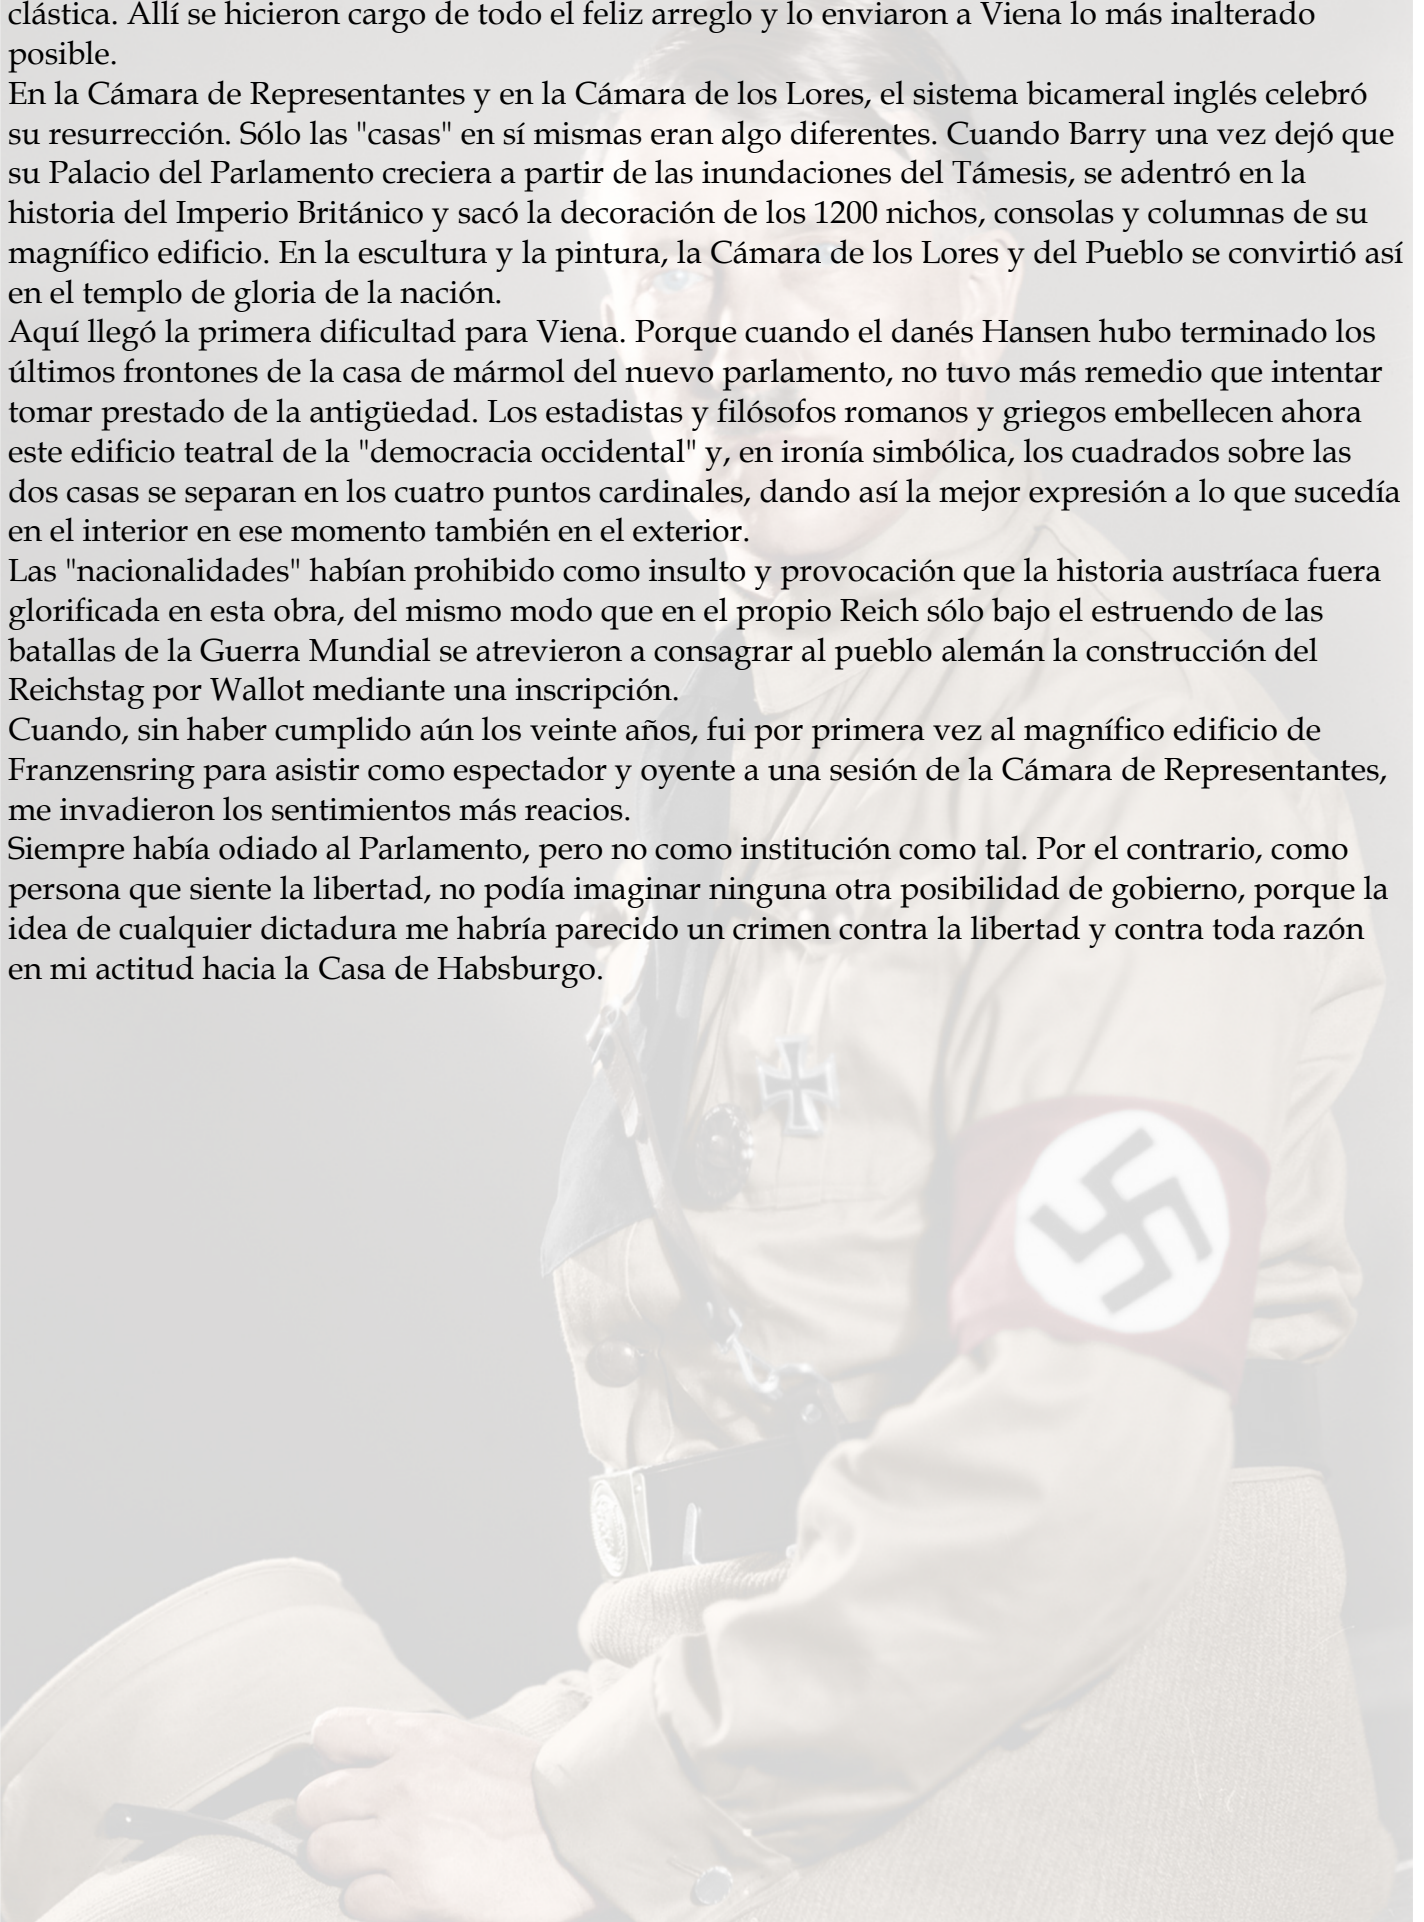 clástica. Allí se hicieron cargo de todo el feliz arreglo y lo enviaron a Viena lo más inalterado
posible.
En la Cámara de Representantes y en la Cámara de los Lores, el sistema bicameral inglés celebró
su resurrección. Sólo las "casas" en sí mismas eran algo diferentes. Cuando Barry una vez dejó que
su Palacio del Parlamento creciera a partir de las inundaciones del Támesis, se adentró en la
historia del Imperio Británico y sacó la decoración de los 1200 nichos, consolas y columnas de su
magnífico edificio. En la escultura y la pintura, la Cámara de los Lores y del Pueblo se convirtió así
en el templo de gloria de la nación.
Aquí llegó la primera dificultad para Viena. Porque cuando el danés Hansen hubo terminado los
últimos frontones de la casa de mármol del nuevo parlamento, no tuvo más remedio que intentar
tomar prestado de la antigüedad. Los estadistas y filósofos romanos y griegos embellecen ahora
este edificio teatral de la "democracia occidental" y, en ironía simbólica, los cuadrados sobre las
dos casas se separan en los cuatro puntos cardinales, dando así la mejor expresión a lo que sucedía
en el interior en ese momento también en el exterior.
Las "nacionalidades" habían prohibido como insulto y provocación que la historia austríaca fuera
glorificada en esta obra, del mismo modo que en el propio Reich sólo bajo el estruendo de las
batallas de la Guerra Mundial se atrevieron a consagrar al pueblo alemán la construcción del
Reichstag por Wallot mediante una inscripción.
Cuando, sin haber cumplido aún los veinte años, fui por primera vez al magnífico edificio de
Franzensring para asistir como espectador y oyente a una sesión de la Cámara de Representantes,
me invadieron los sentimientos más reacios.
Siempre había odiado al Parlamento, pero no como institución como tal. Por el contrario, como
persona que siente la libertad, no podía imaginar ninguna otra posibilidad de gobierno, porque la
idea de cualquier dictadura me habría parecido un crimen contra la libertad y contra toda razón
en mi actitud hacia la Casa de Habsburgo.